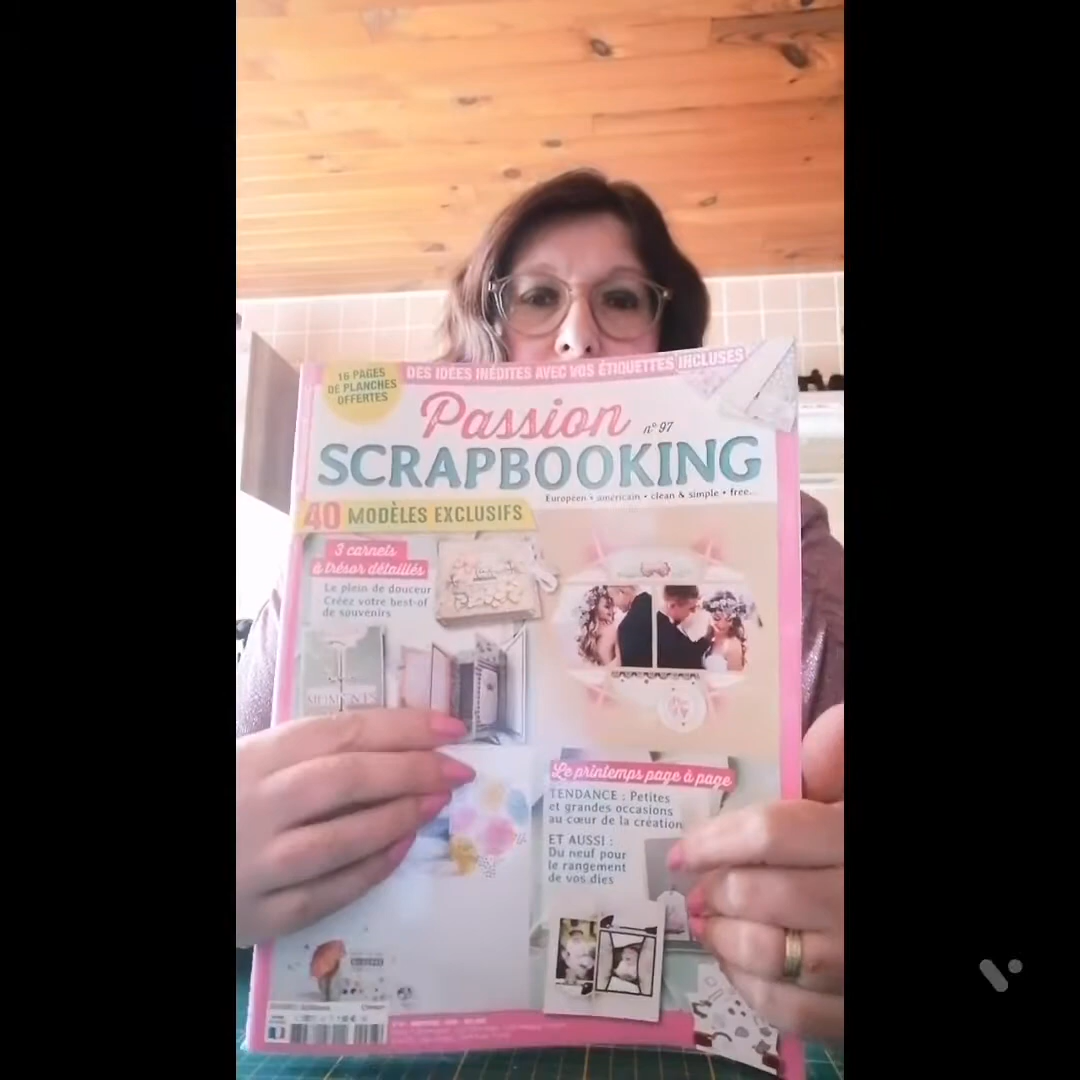 DES IDÉES INÉDITES AVEC VOS ÉTIQUETTES INCLUSES
16 PAGES
DE PLANCHES
OFFERTES
Passion n° 97
SCRAPBOOKING
Européen • américain • clean & simple • free...
40 MODÈLES EXCLUSIFS
3 carnets
à trésor détaillés
Le plein de douceur
Créez votre best-of
de souvenirs
MOMENTS
Le printemps page à page
TENDANCE : Petites
et grandes occasions
au cœur de la création
ET AUSSI :
Du neuf pour
le rangement
de vos dies